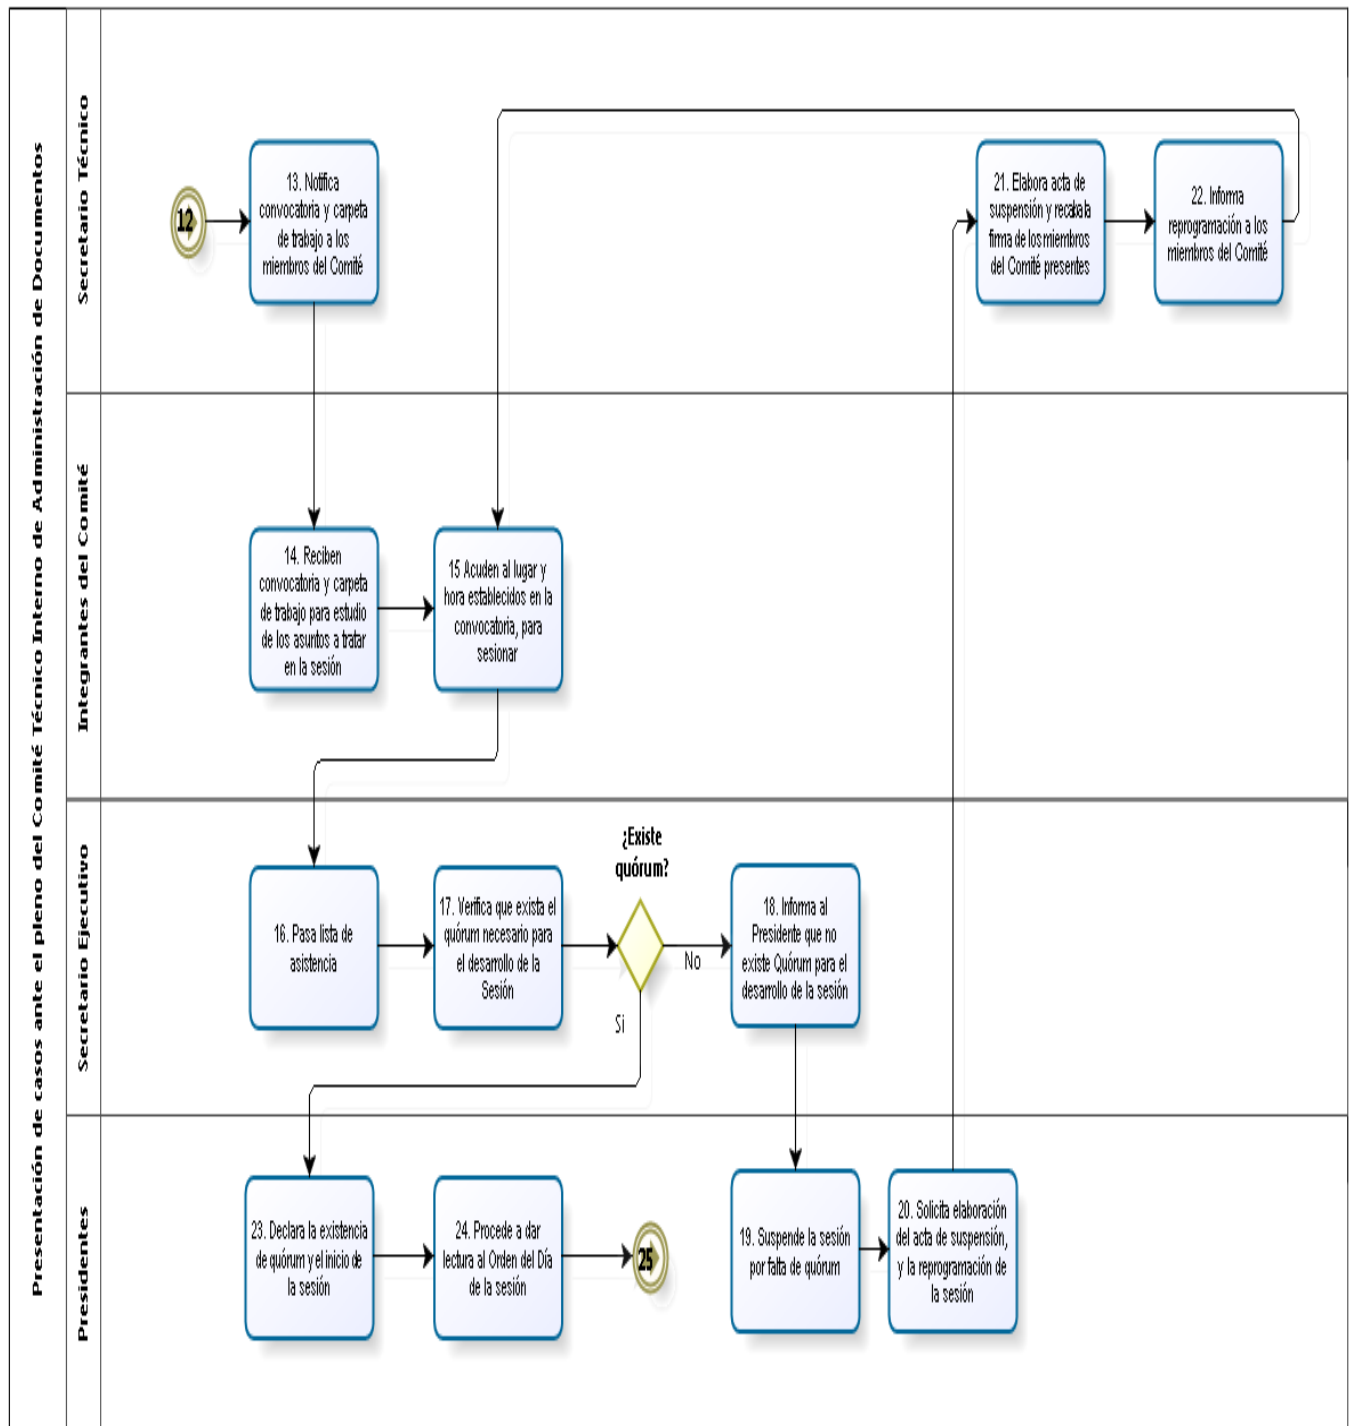 Presentación de casos ante el pleno del Comité Técnico Interno de Administración de Documentos
Secretario Técnico
12
13. Notifica
convocatoria y carpeta
de trabajo a los
miembros del Comité
21. Elabora acta de
suspensión y recaba la
firma de los miembros
del Comité presentes
22. Informa
reprogramación a los
miembros del Comité
Integrantes del Comité
14. Reciben
convocatoria y carpeta
de trabajo para estudio
de los asuntos a tratar
en la sesión
15 Acuden al lugar y
hora establecidos en la
convocatoria, para
sesionar
Secretario Ejecutivo
16. Pasa lista de
asistencia
17. Verifica que exista el
quórum necesario para
el desarrollo de la
Sesión
¿Existe
quórum?
No
Si
18. Informa al
Presidente que no
existe Quórum para el
desarrollo de la sesión
Presidentes
23. Declara la existencia
de quórum y el inicio de
la sesión
24. Procede a dar
lectura al Orden del Día
de la sesión
25
19. Suspende la sesión
por falta de quórum
20. Solicita elaboración
del acta de suspensión,
y la reprogramación de
la sesión